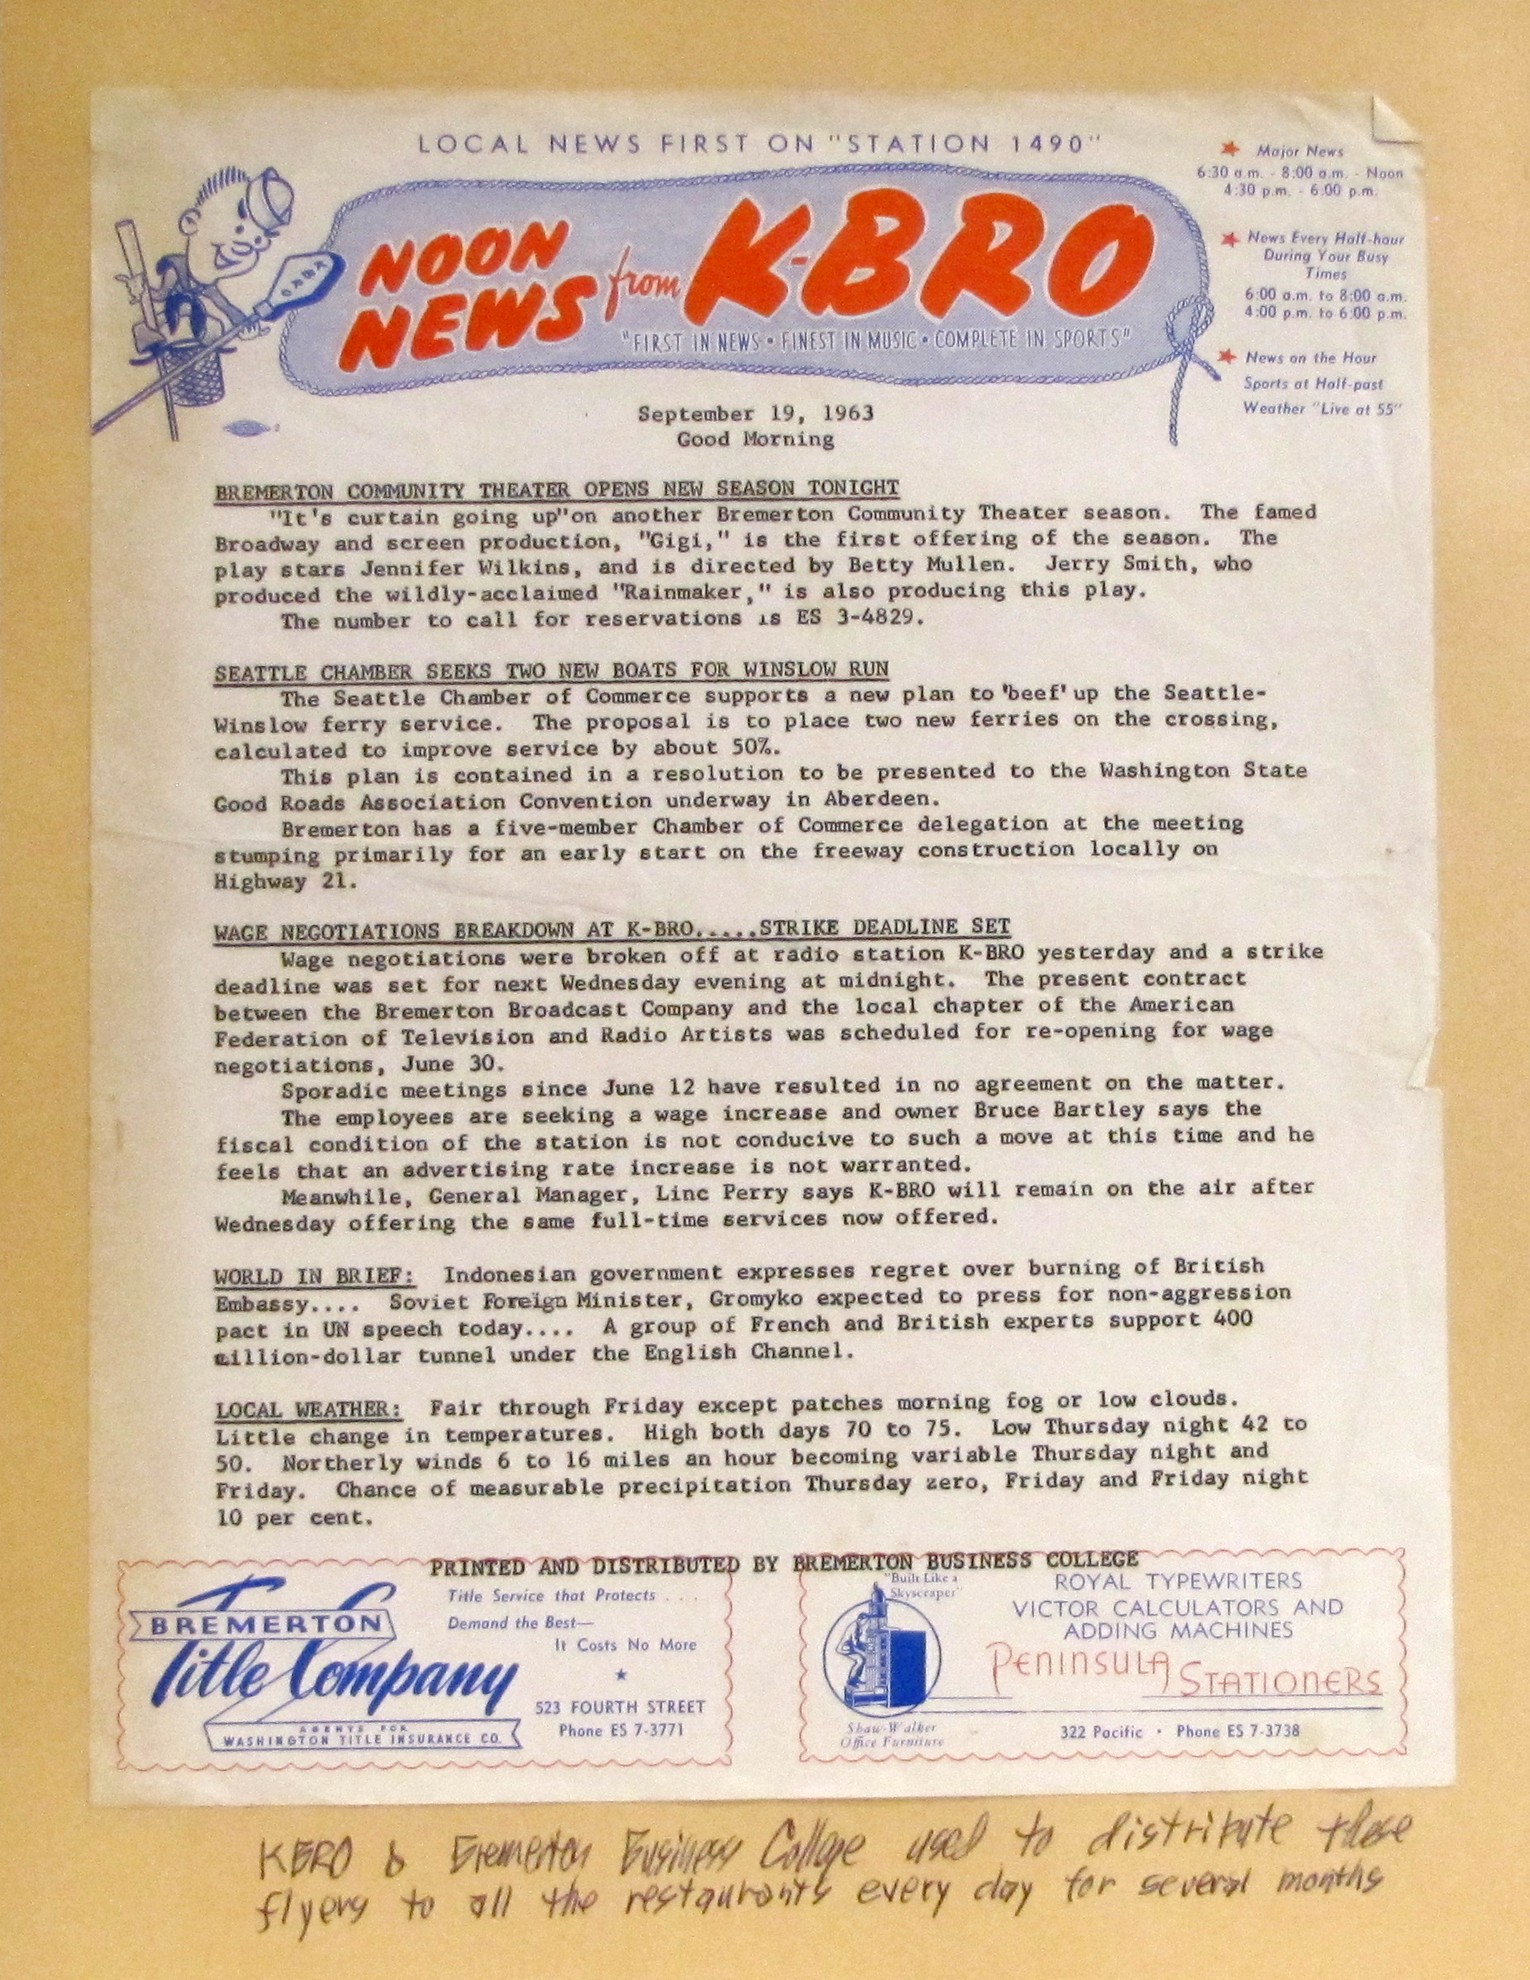 LOCAL NEWS FIRST ON "STATION 1490"
NOON NEWS from K-BRO
"FIRST IN NEWS • FINEST IN MUSIC • COMPLETE IN SPORTS"
Major News
6:30 a.m. - 8:00 a.m. - Noon
4:30 p.m. - 6:00 p.m.
News Every Half-hour
During Your Busy
Times
6:00 a.m. to 8:00 a.m.
4:00 p.m. to 6:00 p.m.
News on the Hour
Sports at Half-past
Weather "Live at 55"
September 19, 1963
Good Morning
BREMERTON COMMUNITY THEATER OPENS NEW SEASON TONIGHT
"It's curtain going up"on another Bremerton Community Theater season. The famed
Broadway and screen production, "Gigi," is the first offering of the season. The
play stars Jennifer Wilkins, and is directed by Betty Mullen. Jerry Smith, who
produced the wildly-acclaimed "Rainmaker," is also producing this play.
The number to call for reservations is ES 3-4829.
SEATTLE CHAMBER SEEKS TWO NEW BOATS FOR WINSLOW RUN
The Seattle Chamber of Commerce supports a new plan to 'beef' up the Seattle-
Winslow ferry service. The proposal is to place two new ferries on the crossing,
calculated to improve service by about 50%.
This plan is contained in a resolution to be presented to the Washington State
Good Roads Association Convention underway in Aberdeen.
Bremerton has a five-member Chamber of Commerce delegation at the meeting
stumping primarily for an early start on the freeway construction locally on
Highway 21.
WAGE NEGOTIATIONS BREAKDOWN AT K-BRO.....STRIKE DEADLINE SET
Wage negotiations were broken off at radio station K-BRO yesterday and a strike
deadline was set for next Wednesday evening at midnight. The present contract
between the Bremerton Broadcast Company and the local chapter of the American
Federation of Television and Radio Artists was scheduled for re-opening for wage
negotiations, June 30.
Sporadic meetings since June 12 have resulted in no agreement on the matter.
The employees are seeking a wage increase and owner Bruce Bartley says the
fiscal condition of the station is not conducive to such a move at this time and he
feels that an advertising rate increase is not warranted.
Meanwhile, General Manager, Linc Perry says K-BRO will remain on the air after
Wednesday offering the same full-time services now offered.
WORLD IN BRIEF: Indonesian government expresses regret over burning of British
Embassy.... Soviet Foreign Minister, Gromyko expected to press for non-aggression
pact in UN speech today.... A group of French and British experts support 400
million-dollar tunnel under the English Channel.
LOCAL WEATHER: Fair through Friday except patches morning fog or low clouds.
Little change in temperatures. High both days 70 to 75. Low Thursday night 42 to
50. Northerly winds 6 to 16 miles an hour becoming variable Thursday night and
Friday. Chance of measurable precipitation Thursday zero, Friday and Friday night
10 per cent.
PRINTED AND DISTRIBUTED BY BREMERTON BUSINESS COLLEGE
BREMERTON
Title Company
AGENTS FOR
WASHINGTON TITLE INSURANCE CO.
Title Service that Protects . . .
Demand the Best—
It Costs No More
523 FOURTH STREET
Phone ES 7-3771
"Built Like a
Skyscraper"
Shaw-Walker
Office Furniture
ROYAL TYPEWRITERS
VICTOR CALCULATORS AND
ADDING MACHINES
PENINSULA STATIONERS
322 Pacific • Phone ES 7-3738
KBRO & Bremerton Business College used to distribute these
flyers to all the restaurants every day for several months